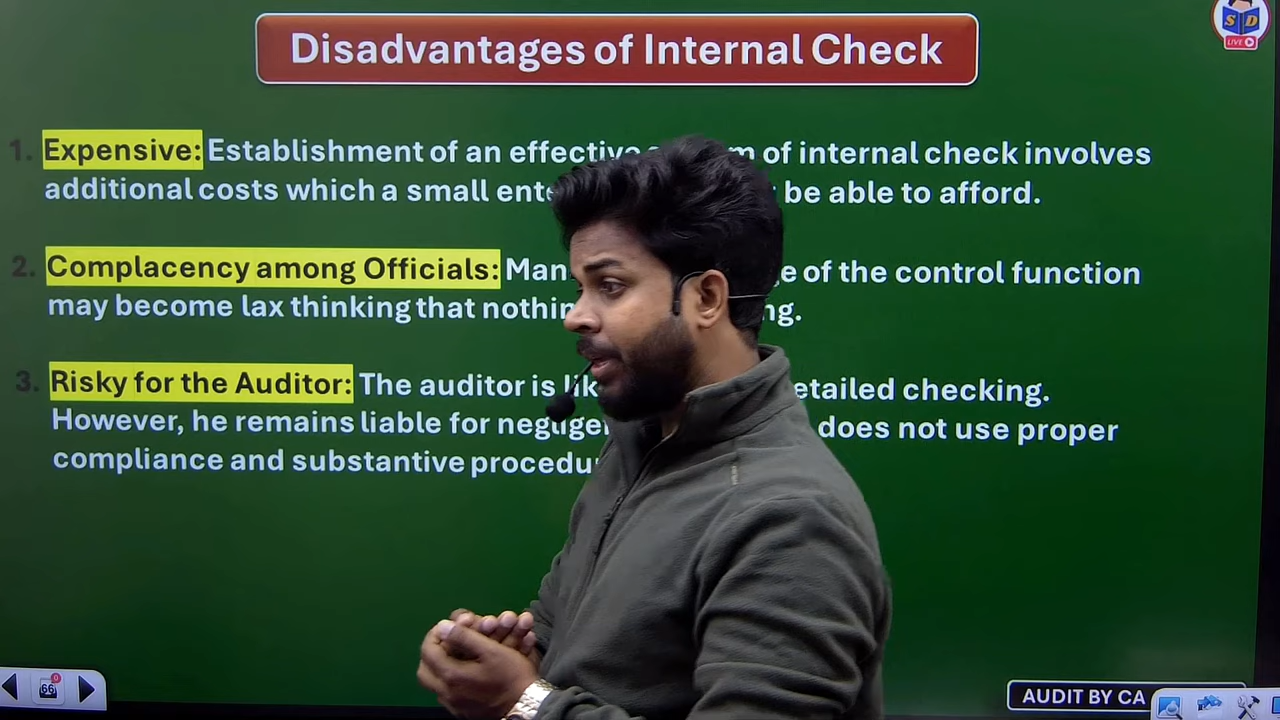 Disadvantages of Internal Check
S D
LIVE
1. Expensive: Establishment of an effective of internal check involves
additional costs which a small be able to afford.
2. Complacency among Officials: of the control function
may become lax thinking that
3. Risky for the Auditor: The auditor is detailed checking.
However, he remains liable for does not use proper
compliance and substantive
66
AUDIT BY CA